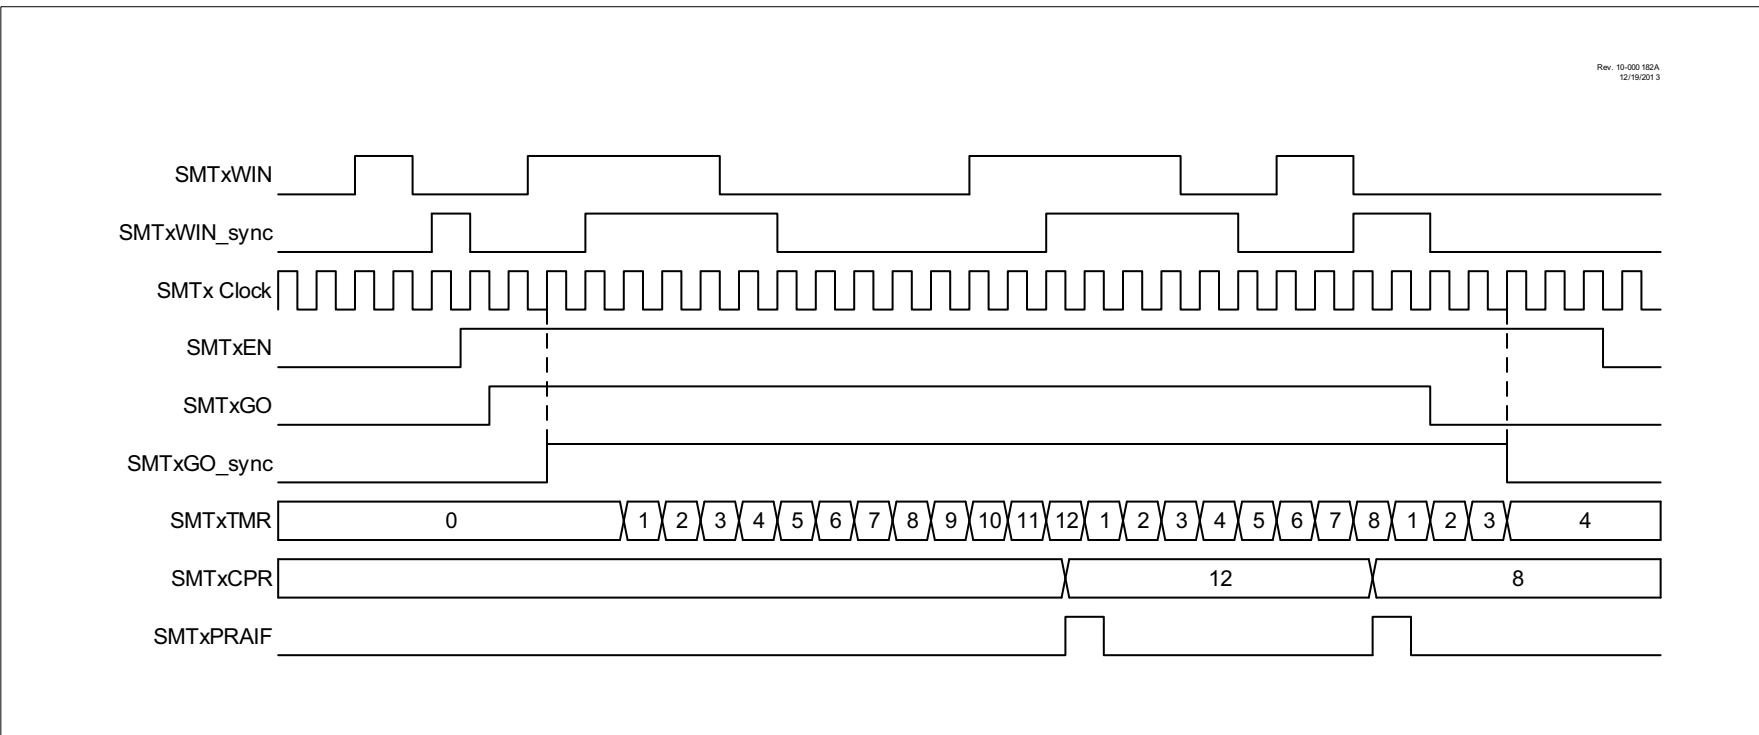 Rev. 10-000 182A
12/19/201 3
SMTxWIN
SMTxWIN_sync
SMTx Clock
SMTxEN
SMTxGO
SMTxGO_sync
SMTxTMR 0 1 2 3 4 5 6 7 8 9 10 11 12 1 2 3 4 5 6 7 8 1 2 3 4
SMTxCPR 12 8
SMTxPRAIF